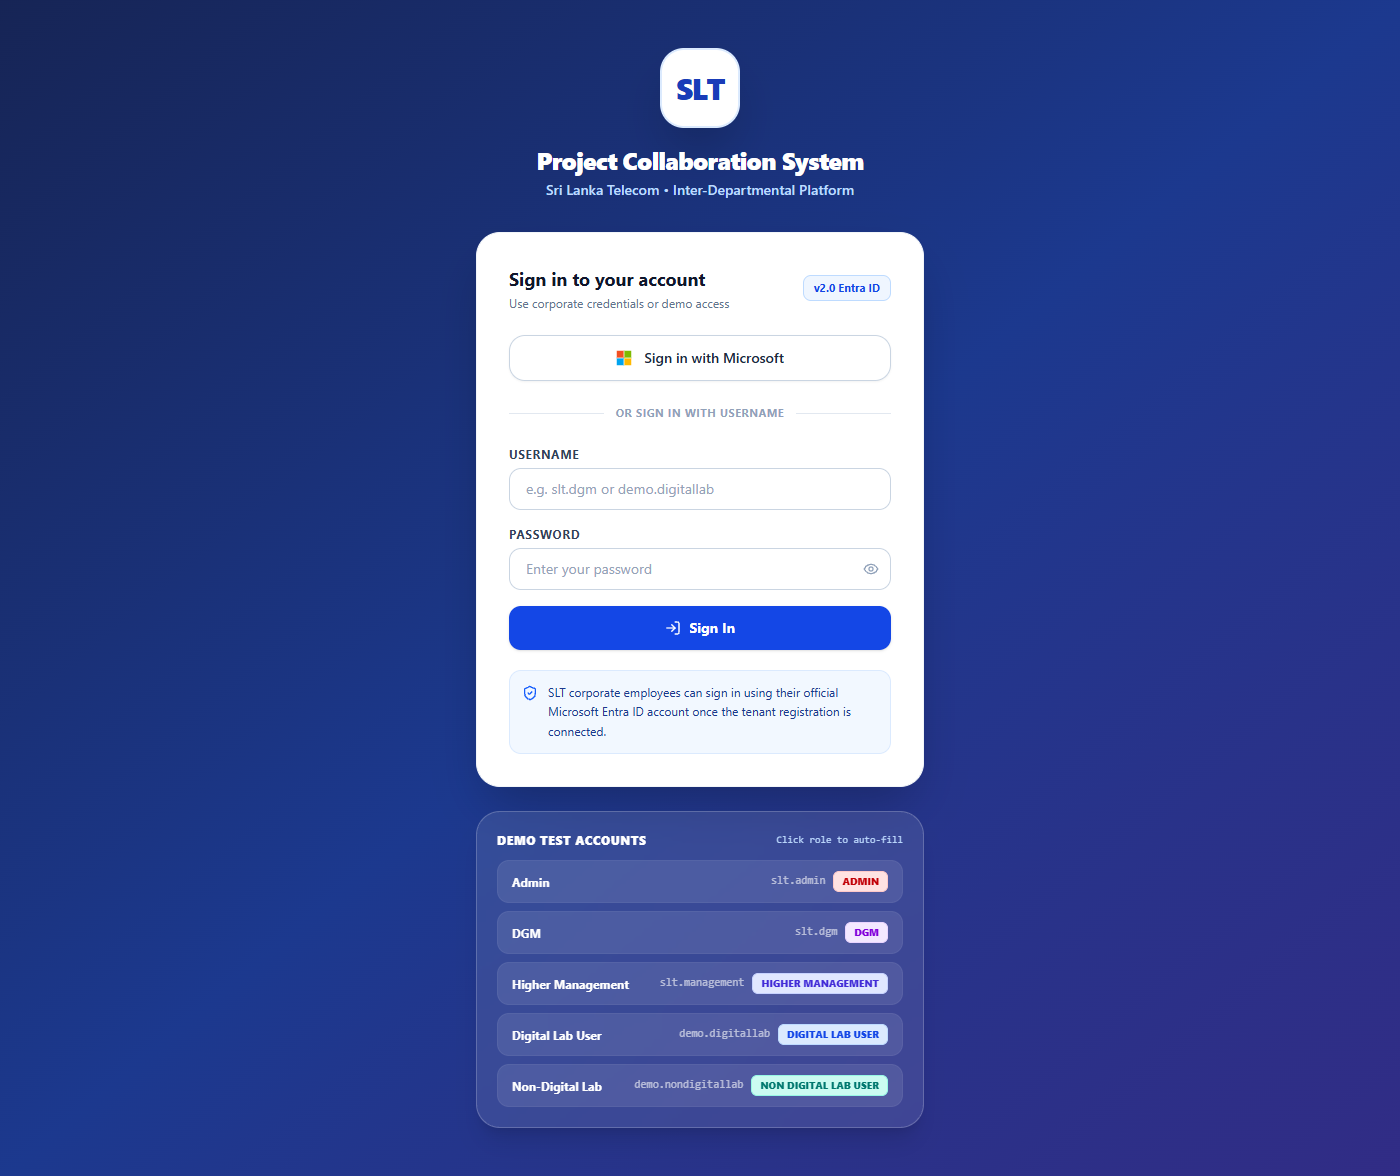 SLT
Project Collaboration System
Sri Lanka Telecom • Inter-Departmental Platform
Sign in to your account
v2.0 Entra ID
Use corporate credentials or demo access
Sign in with Microsoft
OR SIGN IN WITH USERNAME
USERNAME
e.g. slt.dgm or demo.digitallab
PASSWORD
Enter your password
Sign In
SLT corporate employees can sign in using their official
Microsoft Entra ID account once the tenant registration is
connected.
DEMO TEST ACCOUNTS Click role to auto-fill
Admin slt.admin ADMIN
DGM slt.dgm DGM
Higher Management slt.management HIGHER MANAGEMENT
Digital Lab User demo.digitallab DIGITAL LAB USER
Non-Digital Lab demo.nondigitallab NON DIGITAL LAB USER